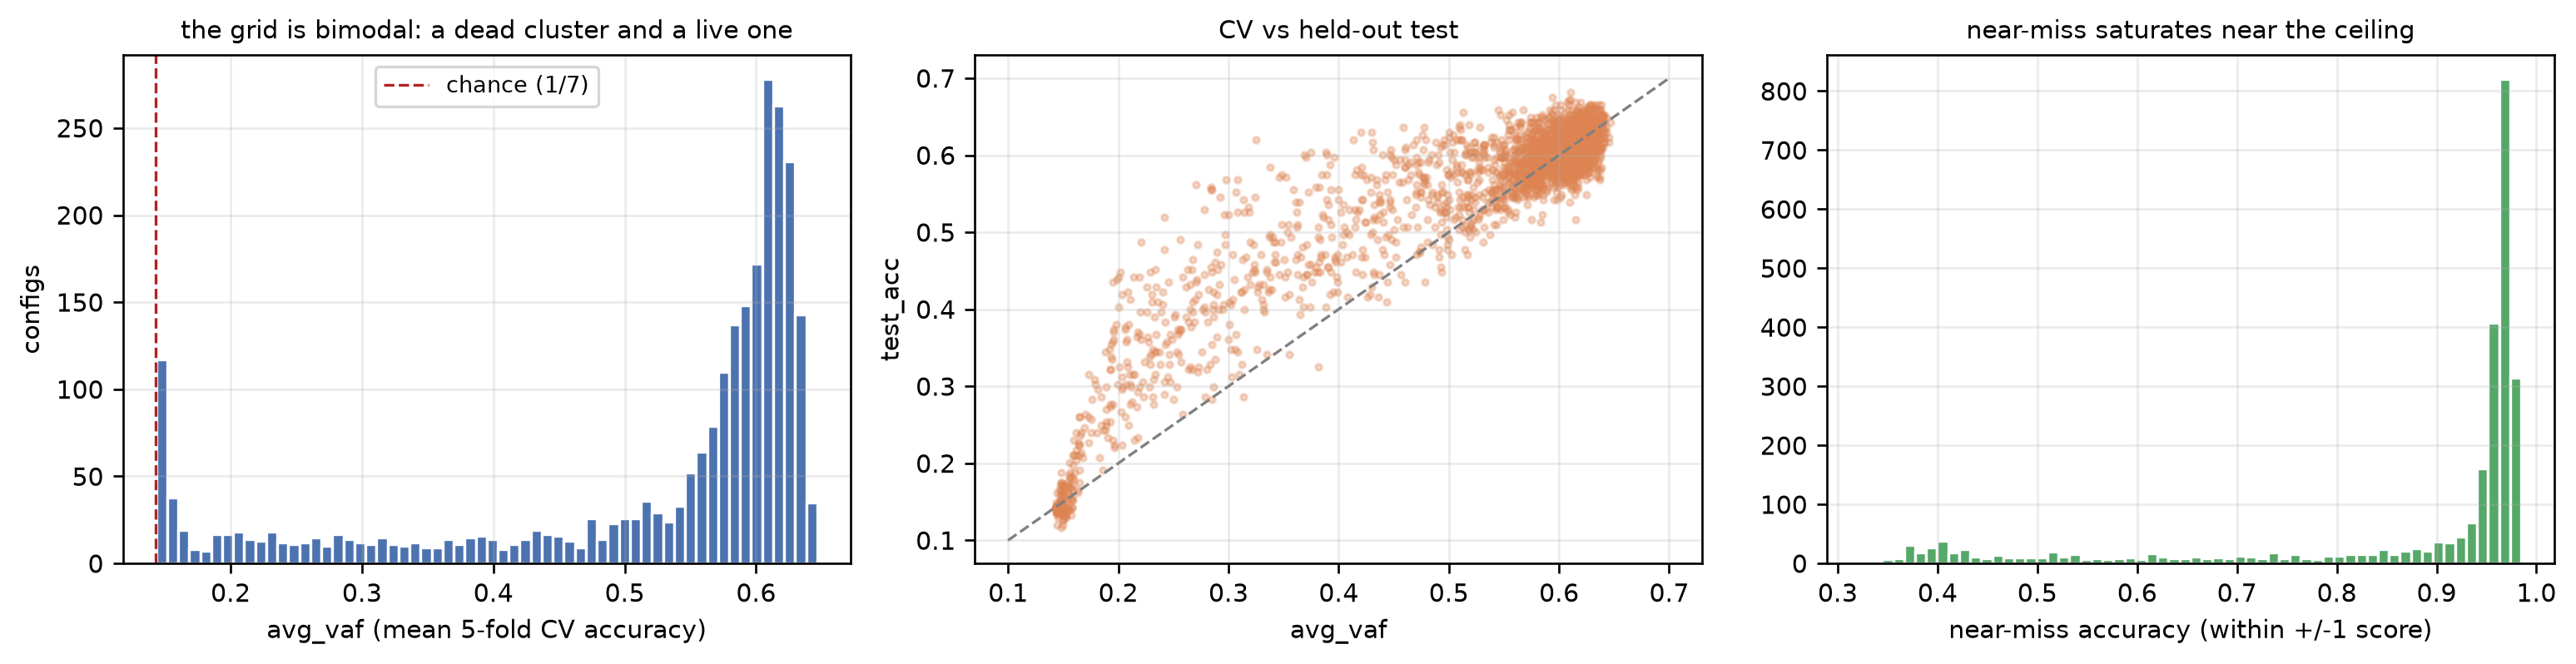 the grid is bimodal: a dead cluster and a live one
chance (1/7)
configs
250
200
150
100
50
0
0.2 0.3 0.4 0.5 0.6
avg_vaf (mean 5-fold CV accuracy)
CV vs held-out test
test_acc
0.7
0.6
0.5
0.4
0.3
0.2
0.1
0.1 0.2 0.3 0.4 0.5 0.6 0.7
avg_vaf
near-miss saturates near the ceiling
800
700
600
500
400
300
200
100
0
0.3 0.4 0.5 0.6 0.7 0.8 0.9 1.0
near-miss accuracy (within +/-1 score)